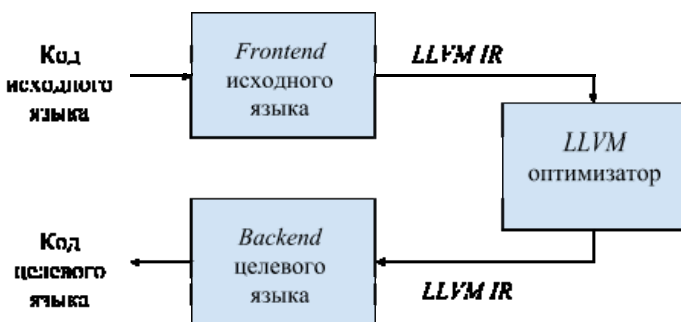 Код
исходного
языка
Frontend
исходного
языка
LLVM IR
LLVM
оптимизатор
Backend
целевого
языка
LLVM IR
Код
целевого
языка